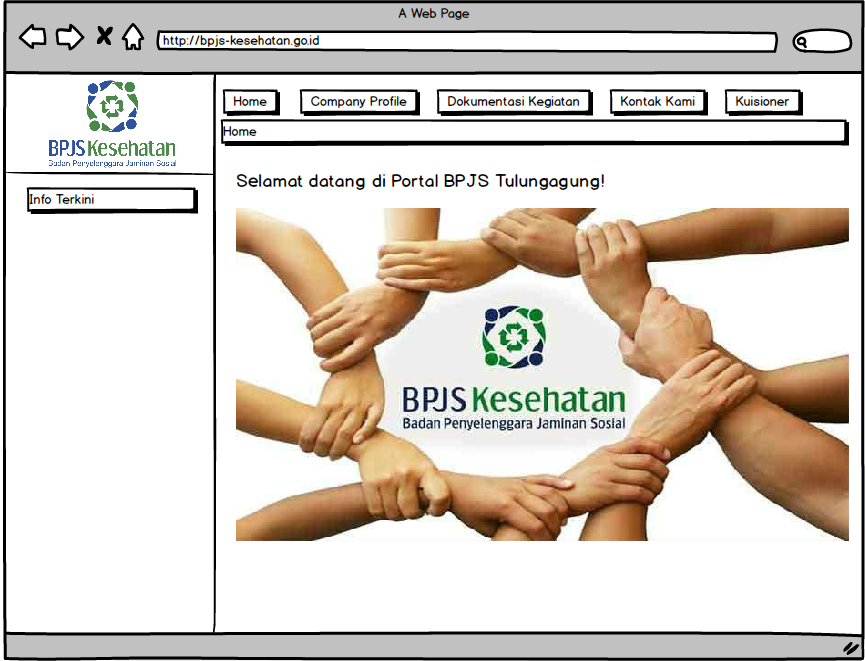 A Web Page
http://bpjs-kesehatan.go.id
BPJS Kesehatan
Badan Penyelenggara Jaminan Sosial
Home
Company Profile
Dokumentasi Kegiatan
Kontak Kami
Kuisioner
Home
Info Terkini
Selamat datang di Portal BPJS Tulungagung!
BPJS Kesehatan
Badan Penyelenggara Jaminan Sosial